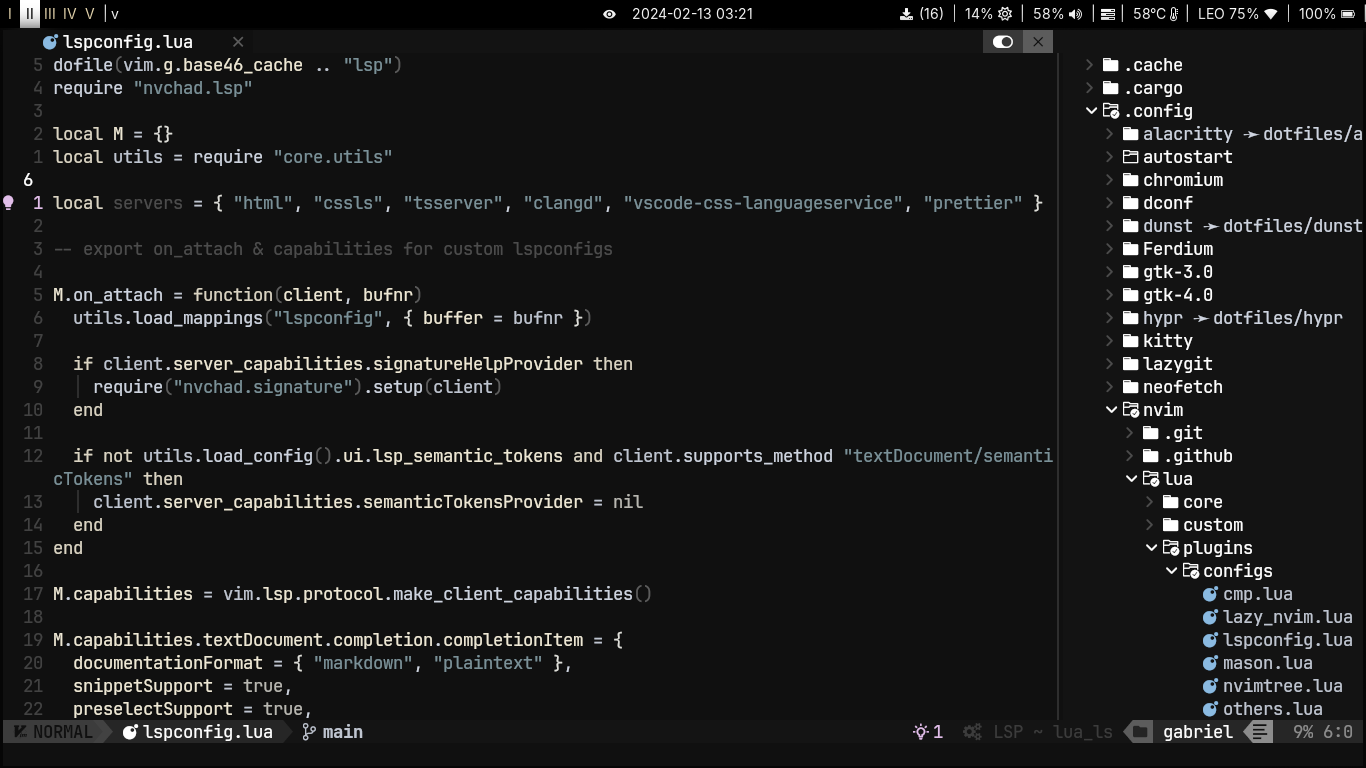 I II III IV V | v
2024-02-13 03:21
(16) | 14% | 58% | | 58°C | LEO 75% | 100%
lspconfig.lua
5 dofile(vim.g.base46_cache .. "lsp")
4 require "nvchad.lsp"
3
2 local M = {}
1 local utils = require "core.utils"
6
1 local servers = { "html", "cssls", "tsserver", "clangd", "vscode-css-languageservice", "prettier" }
2
3 -- export on_attach & capabilities for custom lspconfigs
4
5 M.on_attach = function(client, bufnr)
6 utils.load_mappings("lspconfig", { buffer = bufnr })
7
8 if client.server_capabilities.signatureHelpProvider then
9 require("nvchad.signature").setup(client)
10 end
11
12 if not utils.load_config().ui.lsp_semantic_tokens and client.supports_method "textDocument/semanti
cTokens" then
13 client.server_capabilities.semanticTokensProvider = nil
14 end
15 end
16
17 M.capabilities = vim.lsp.protocol.make_client_capabilities()
18
19 M.capabilities.textDocument.completion.completionItem = {
20 documentationFormat = { "markdown", "plaintext" },
21 snippetSupport = true,
22 preselectSupport = true,
.cache
.cargo
.config
alacritty -> dotfiles/a
autostart
chromium
dconf
dunst -> dotfiles/dunst
Ferdium
gtk-3.0
gtk-4.0
hypr -> dotfiles/hypr
kitty
lazygit
neofetch
nvim
.git
.github
lua
core
custom
plugins
configs
cmp.lua
lazy_nvim.lua
lspconfig.lua
mason.lua
nvimtree.lua
others.lua
NORMAL lspconfig.lua main 1 LSP ~ lua_ls gabriel 9% 6:0